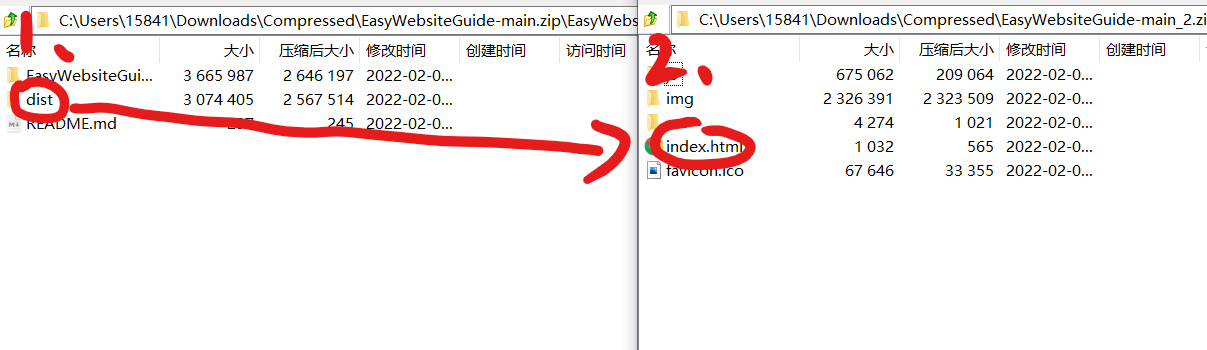 1、
C:\Users\15841\Downloads\Compressed\EasyWebsiteGuide-main.zip\EasyWebs
名称 大小 压缩后大小 修改时间 创建时间 访问时间
EasyWebsiteGui... 3 665 987 2 646 197 2022-02-0...
dist 3 074 405 2 567 514 2022-02-0...
README.md 245 2022-02-0...
2.
C:\Users\15841\Downloads\Compressed\EasyWebsiteGuide-main_2.zi
名称 大小 压缩后大小 修改时间 创建时间
675 062 209 064 2022-02-0...
img 2 326 391 2 323 509 2022-02-0...
4 274 1 021 2022-02-0...
index.html 1 032 565 2022-02-0...
favicon.ico 67 646 33 355 2022-02-0...